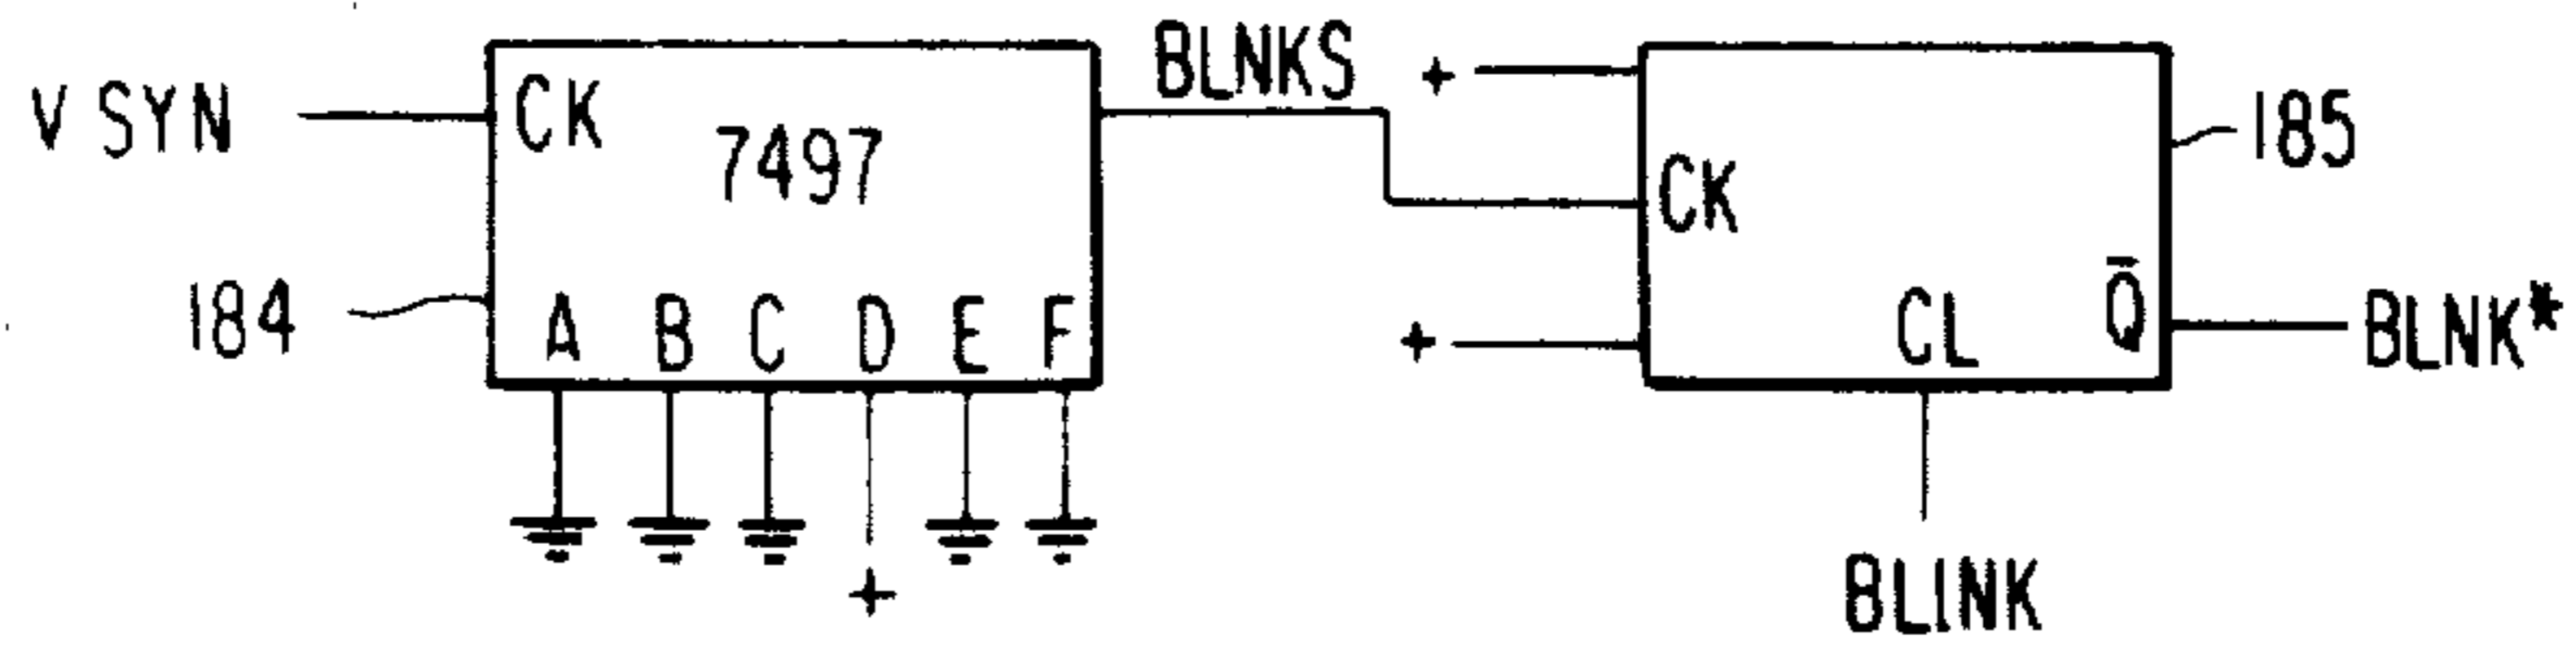 V SYN
CK
7497
184
A B C D E F
+
BLNKS
+
CK
+
CL
Q̅
185
BLNK*
BLINK